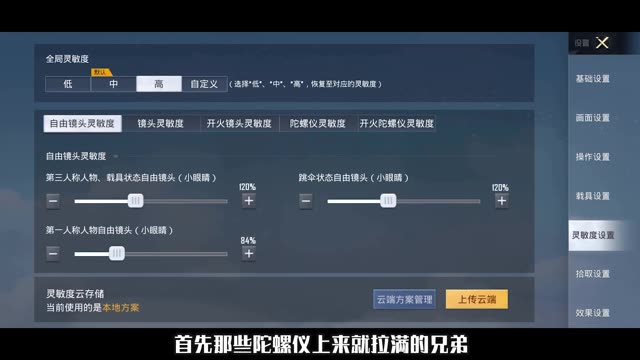 设置
全局灵敏度
默认
低 中 高 自定义 (选择“低”、“中”、“高”，恢复至对应的灵敏度)
基础设置
画面设置
操作设置
载具设置
灵敏度设置
拾取设置
效果设置
自由镜头灵敏度 镜头灵敏度 开火镜头灵敏度 陀螺仪灵敏度 开火陀螺仪灵敏度
自由镜头灵敏度
第三人称人物、载具状态自由镜头（小眼睛） 跳伞状态自由镜头（小眼睛）
120% 120%
第一人称人物自由镜头（小眼睛）
84%
灵敏度云存储
当前使用的是本地方案
云端方案管理 上传云端
首先那些陀螺仪上来就拉满的兄弟